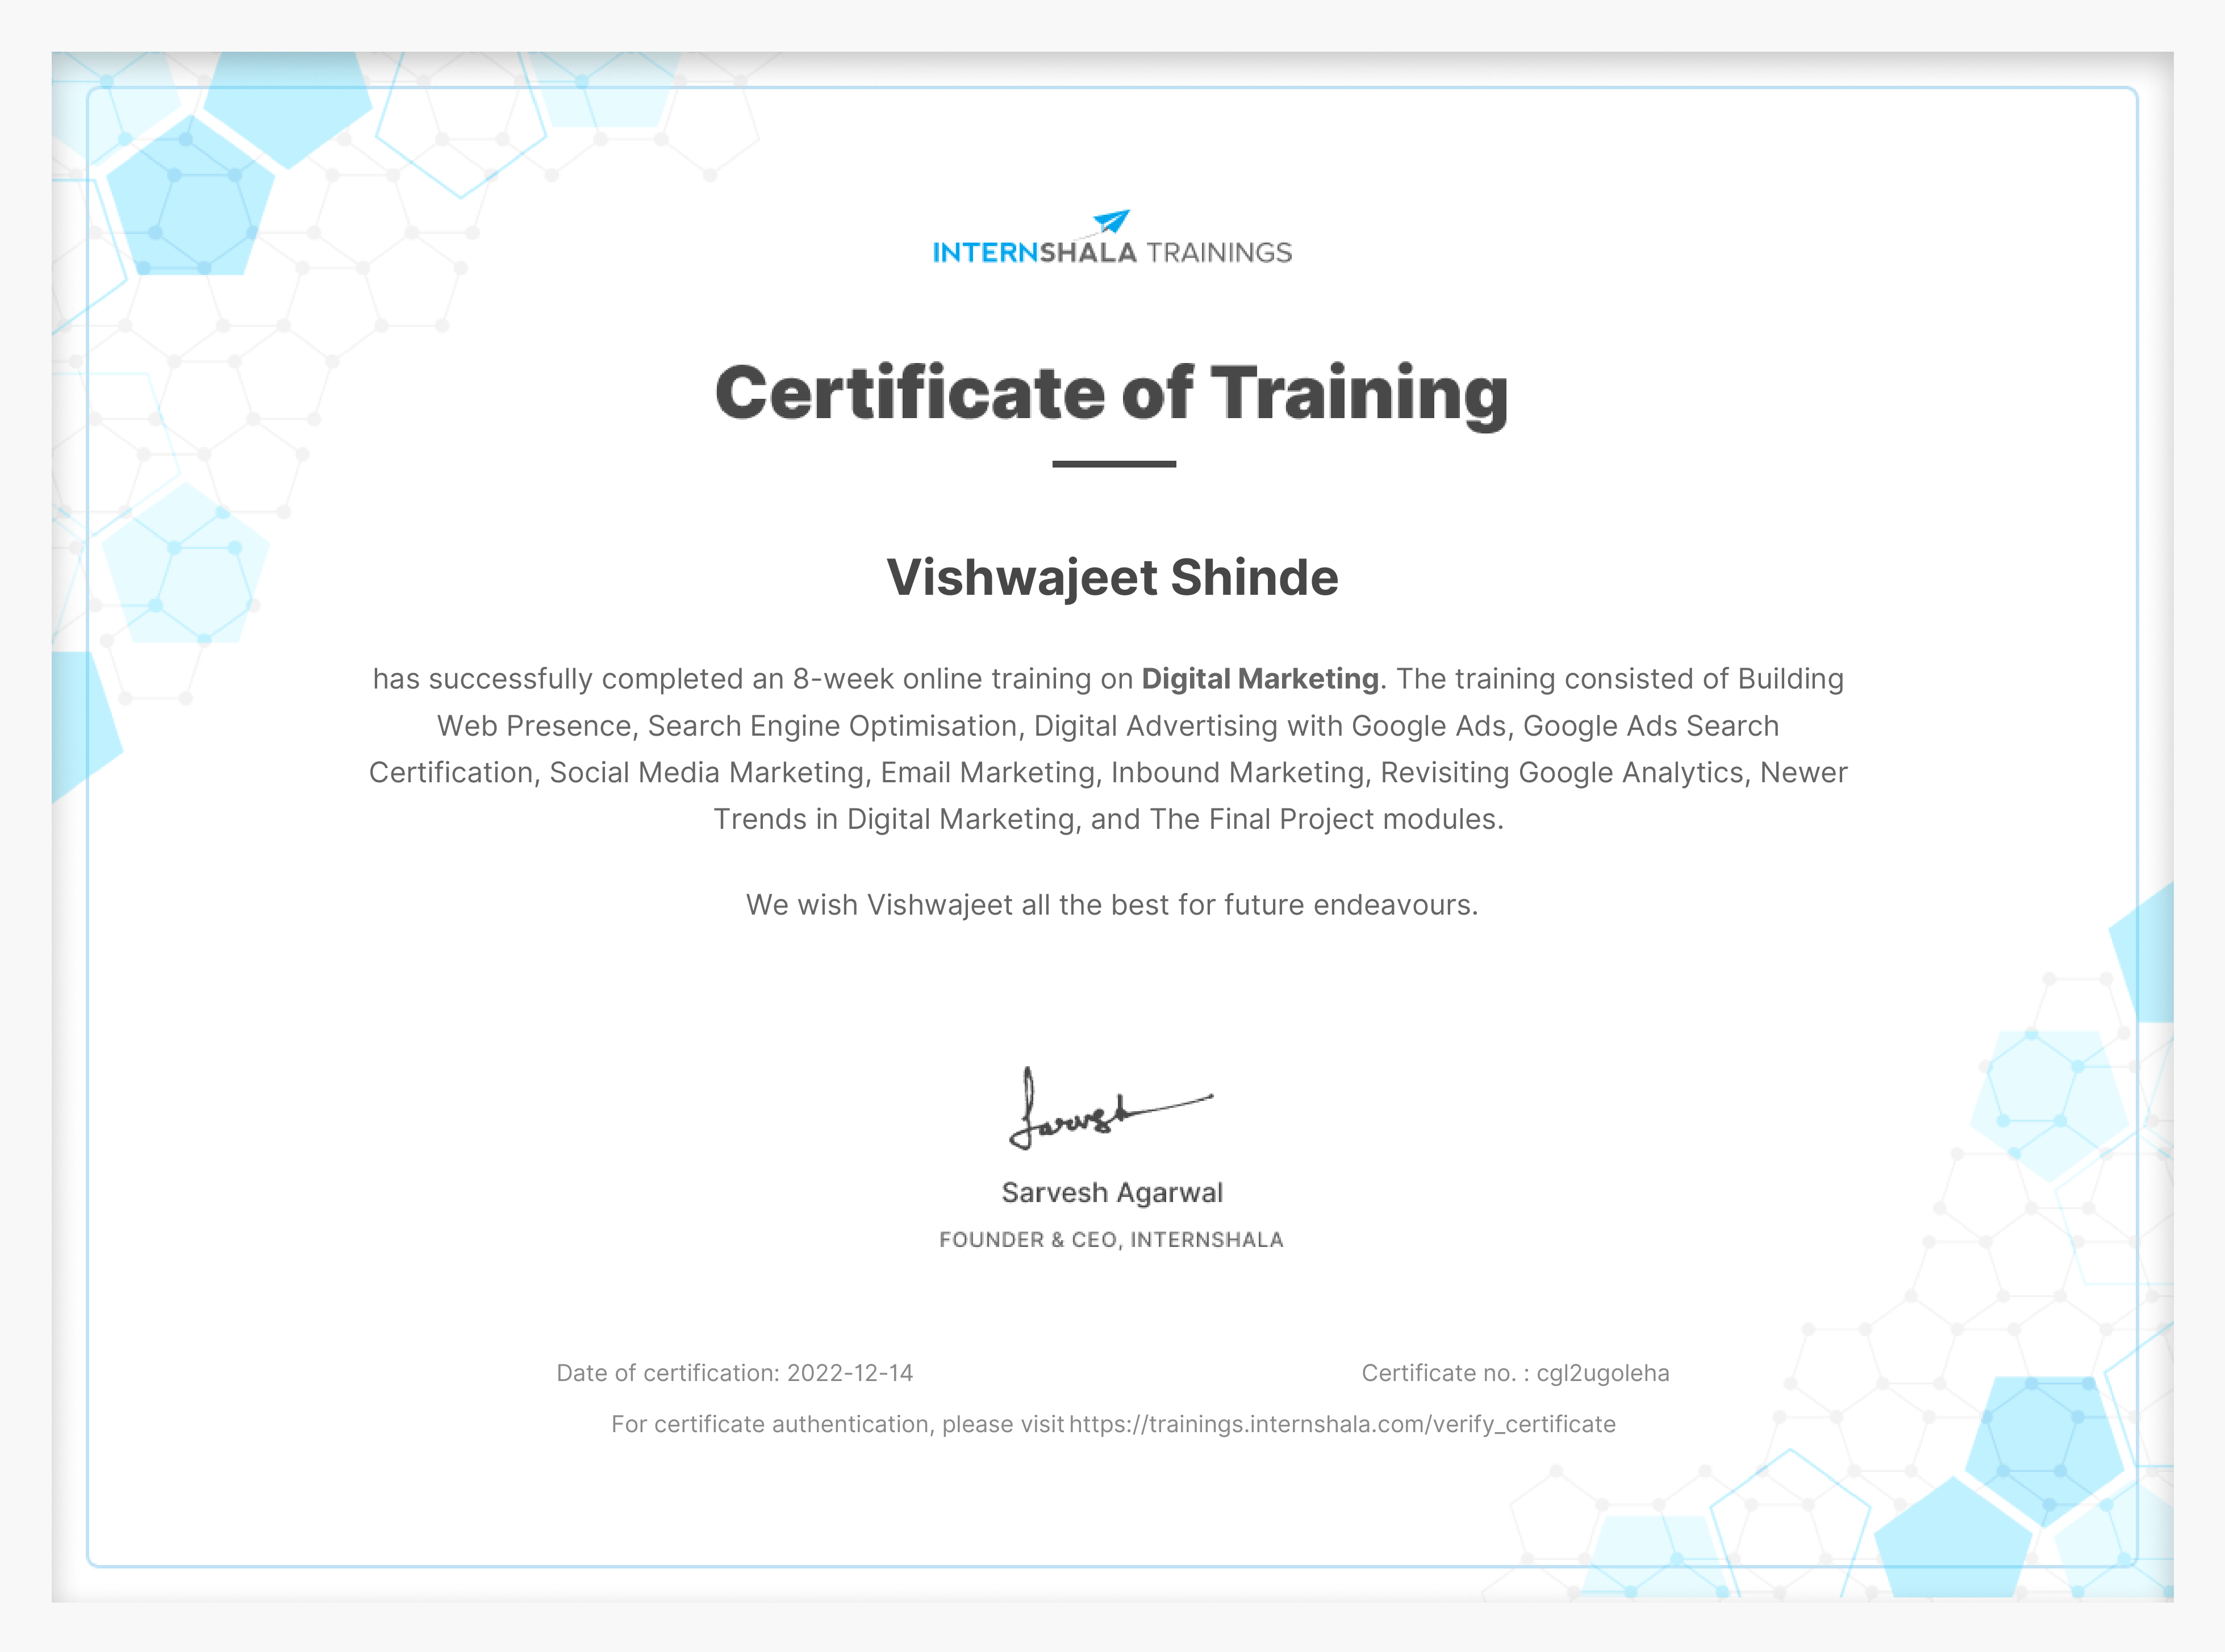 INTERNSHALA TRAININGS
Certificate of Training
Vishwajeet Shinde
has successfully completed an 8-week online training on Digital Marketing. The training consisted of Building
Web Presence, Search Engine Optimisation, Digital Advertising with Google Ads, Google Ads Search
Certification, Social Media Marketing, Email Marketing, Inbound Marketing, Revisiting Google Analytics, Newer
Trends in Digital Marketing, and The Final Project modules.
We wish Vishwajeet all the best for future endeavours.
Sarvesh
Sarvesh Agarwal
FOUNDER & CEO, INTERNSHALA
Date of certification: 2022-12-14
Certificate no. : cgl2ugoleha
For certificate authentication, please visit https://trainings.internshala.com/verify_certificate